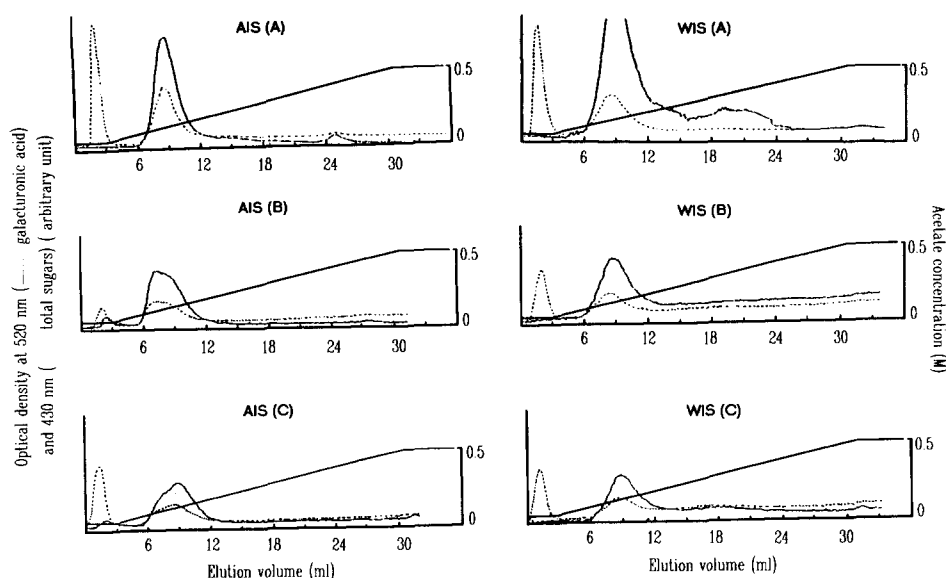 AIS (A)
WIS (A)
0.5
0
6 12 18 24 30
0.5
0
6 12 18 24 30
AIS (B)
WIS (B)
0.5
0
6 12 18 24 30
0.5
0
6 12 18 24 30
AIS (C)
WIS (C)
0.5
0
6 12 18 24 30
0.5
0
6 12 18 24 30
Elution volume (ml)
Elution volume (ml)
Optical density at 520 nm (— galacturonic acid)
and 430 nm ( ..... total sugars) ( arbitrary unit)
Acetate concentration (M)